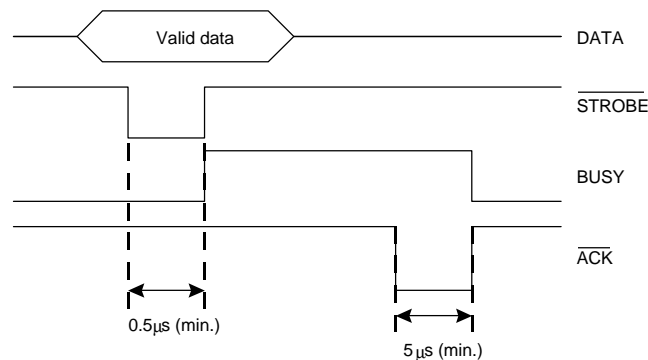 Valid data
DATA
STROBE
BUSY
ACK
0.5μs (min.)
5μs (min.)